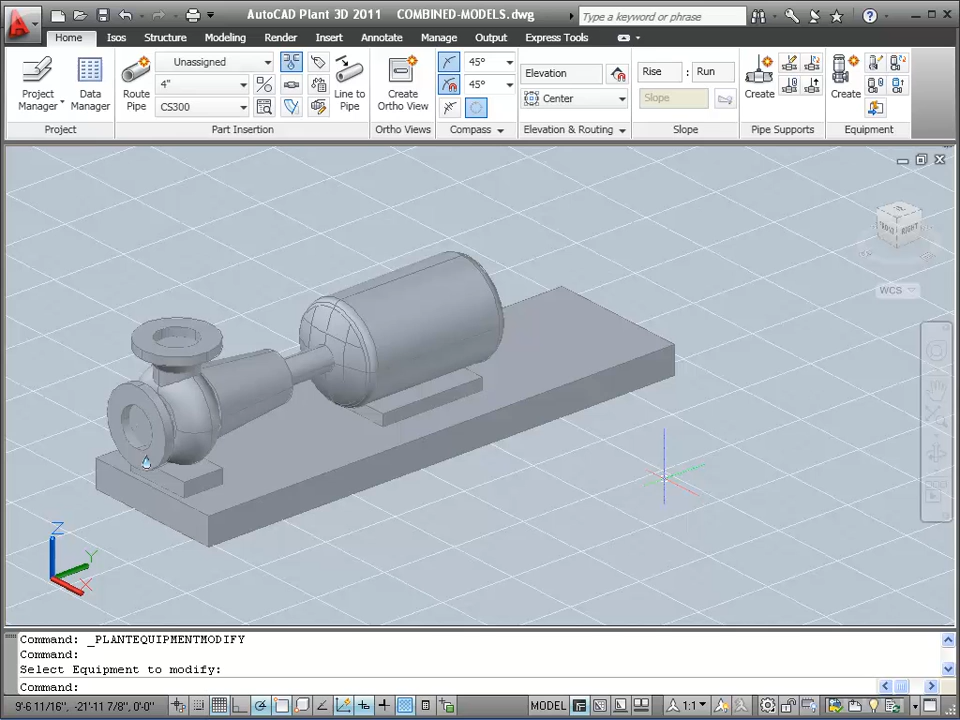 AutoCAD Plant 3D 2011 COMBINED-MODELS.dwg
Type a keyword or phrase
Home Isos Structure Modeling Render Insert Annotate Manage Output Express Tools
Project Manager
Data Manager
Route Pipe
Unassigned
4"
CS300
Line to Pipe
Create Ortho View
45°
45°
Elevation
Center
Rise : Run
Slope
Create
Create
Project Part Insertion Ortho Views Compass Elevation & Routing Slope Pipe Supports Equipment
RIGHT
WCS
Z
Y
X
Command: _PLANTEQUIPMENTMODIFY
Command:
Select Equipment to modify:
Command:
9'-6 11/16", -21'-11 7/8", 0'-0" MODEL 1:1